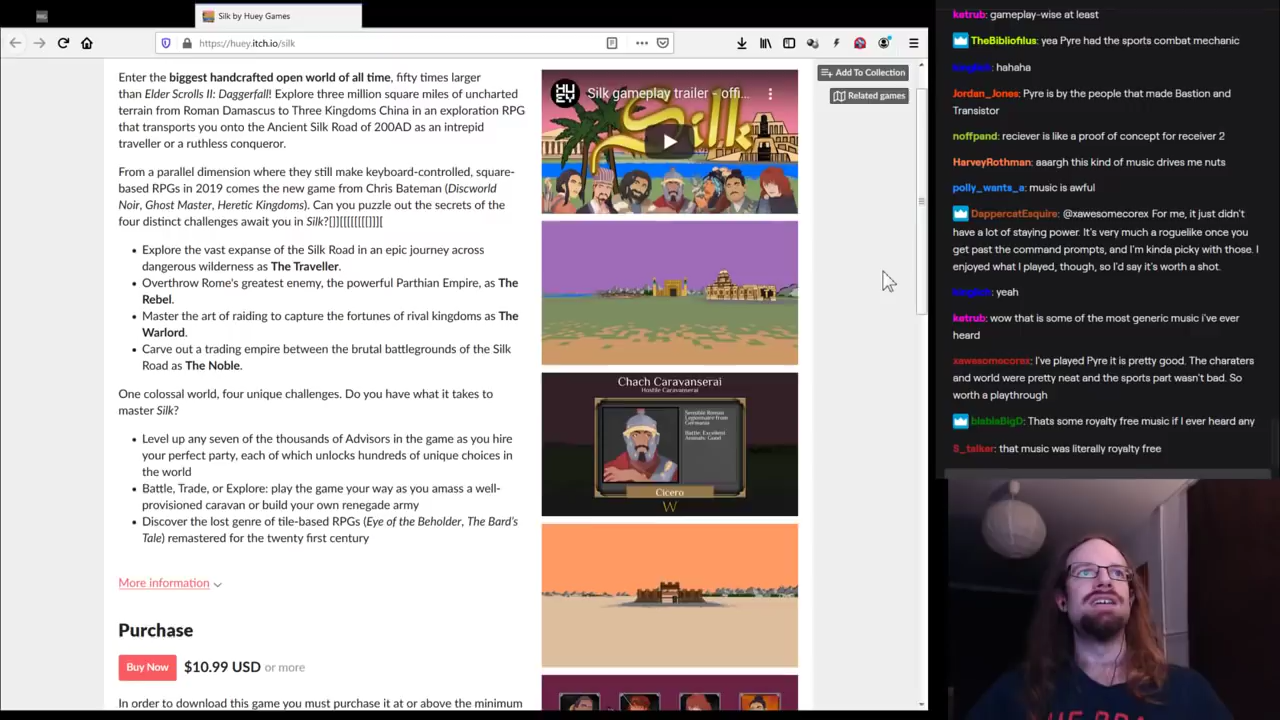 Silk by Huey Games
https://huey.itch.io/silk
Enter the biggest handcrafted open world of all time, fifty times larger
than Elder Scrolls II: Daggerfall! Explore three million square miles of uncharted
terrain from Roman Damascus to Three Kingdoms China in an exploration RPG
that transports you onto the Ancient Silk Road of 200AD as an intrepid
traveller or a ruthless conqueror.
From a parallel dimension where they still make keyboard-controlled, square-
based RPGs in 2019 comes the new game from Chris Bateman (Discworld
Noir, Ghost Master, Heretic Kingdoms). Can you puzzle out the secrets of the
four distinct challenges await you in Silk?
• Explore the vast expanse of the Silk Road in an epic journey across
dangerous wilderness as The Traveller.
• Overthrow Rome's greatest enemy, the powerful Parthian Empire, as The
Rebel.
• Master the art of raiding to capture the fortunes of rival kingdoms as The
Warlord.
• Carve out a trading empire between the brutal battlegrounds of the Silk
Road as The Noble.
One colossal world, four unique challenges. Do you have what it takes to
master Silk?
• Level up any seven of the thousands of Advisors in the game as you hire
your perfect party, each of which unlocks hundreds of unique choices in
the world
• Battle, Trade, or Explore: play the game your way as you amass a well-
provisioned caravan or build your own renegade army
• Discover the lost genre of tile-based RPGs (Eye of the Beholder, The Bard's
Tale) remastered for the twenty first century
More information
Purchase
Buy Now $10.99 USD or more
In order to download this game you must purchase it at or above the minimum
HUEY
Silk gameplay trailer - offi...
Silk
Chach Caravanserai
Hostile Caravanserai
Sensible Roman
Legionnaire from
Germania
Battle: Excellent
Animals: Good
Cicero
W
Add To Collection
Related games
ketrub: gameplay-wise at least
TheBibliofilus: yea Pyre had the sports combat mechanic
hahaha
Jordan_Jones: Pyre is by the people that made Bastion and
Transistor
noffpand: reciever is like a proof of concept for receiver 2
HarveyRothman: aaargh this kind of music drives me nuts
polly_wants_a: music is awful
DappercatEsquire: @xawesomecorex For me, it just didn't
have a lot of staying power. It's very much a roguelike once you
get past the command prompts, and I'm kinda picky with those. I
enjoyed what I played, though, so I'd say it's worth a shot.
yeah
ketrub: wow that is some of the most generic music i've ever
heard
xawesomecorex: I've played Pyre it is pretty good. The charaters
and world were pretty neat and the sports part wasn't bad. So
worth a playthrough
blablaBigD: Thats some royalty free music if I ever heard any
S_talker: that music was literally royalty free